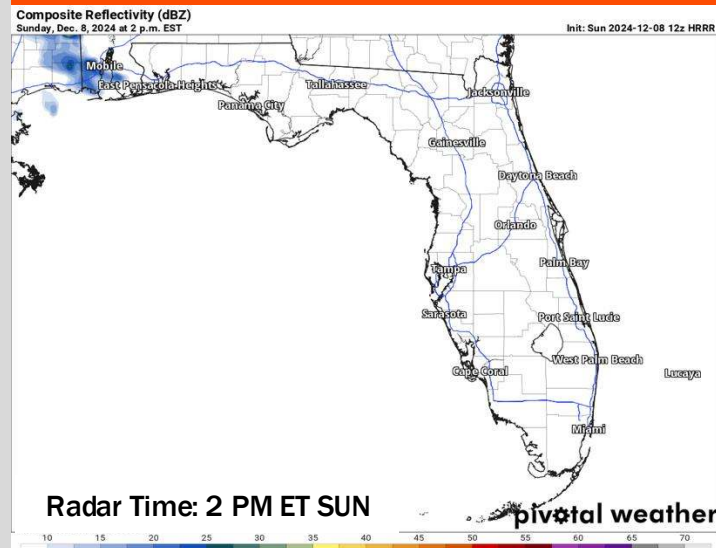 Composite Reflectivity (dBZ)
Sunday, Dec. 8, 2024 at 2 p.m. EST
Init: Sun 2024-12-08 12z HRRR
Mobile
East Pensacola Heights
Tallahassee
Panama City
Jacksonville
Gainesville
Daytona Beach
Orlando
Tampa
Palm Bay
Sarasota
Port Saint Lucie
West Palm Beach
Cape Coral
Lucaya
Miami
Radar Time: 2 PM ET SUN
pivotal weather
10 15 20 25 30 35 40 45 50 55 60 65 70